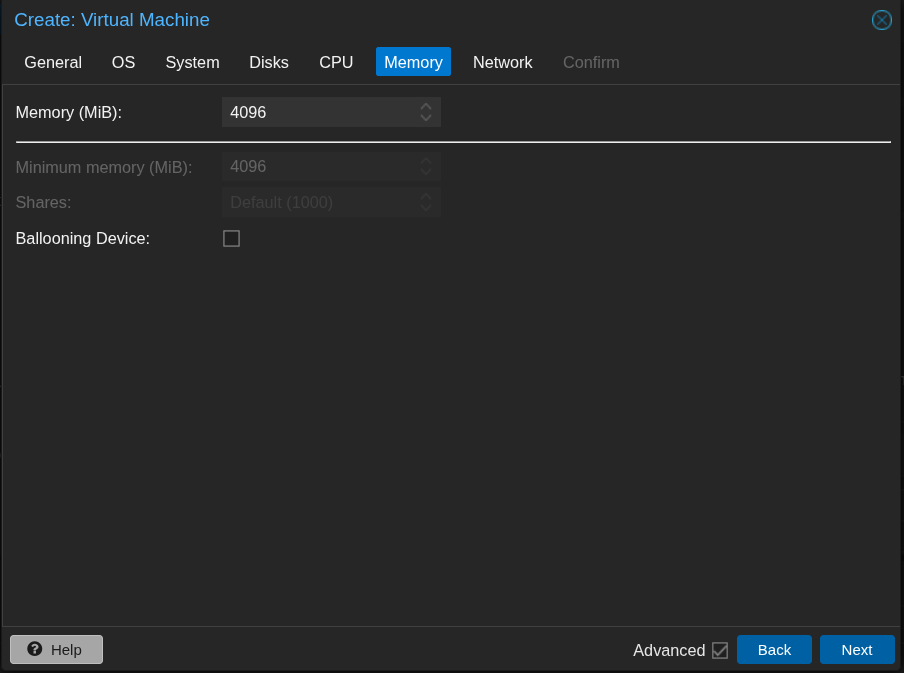 Create: Virtual Machine
General OS System Disks CPU Memory Network Confirm
Memory (MiB): 4096
Minimum memory (MiB): 4096
Shares: Default (1000)
Ballooning Device:
Help Advanced Back Next